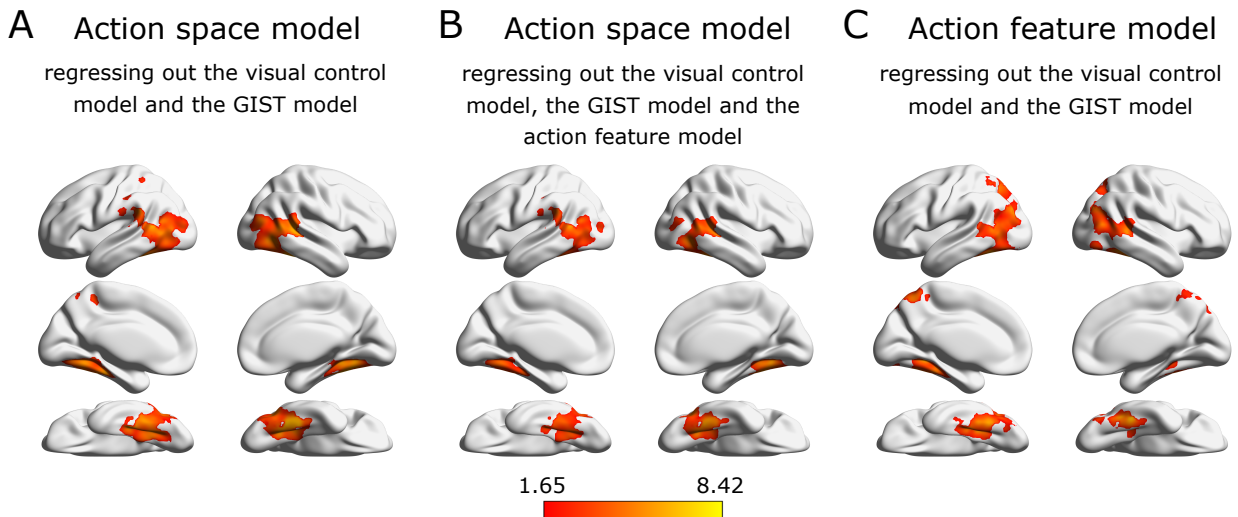 A Action space model
regressing out the visual control
model and the GIST model
B Action space model
regressing out the visual control
model, the GIST model and the
action feature model
C Action feature model
regressing out the visual control
model and the GIST model
1.65 8.42